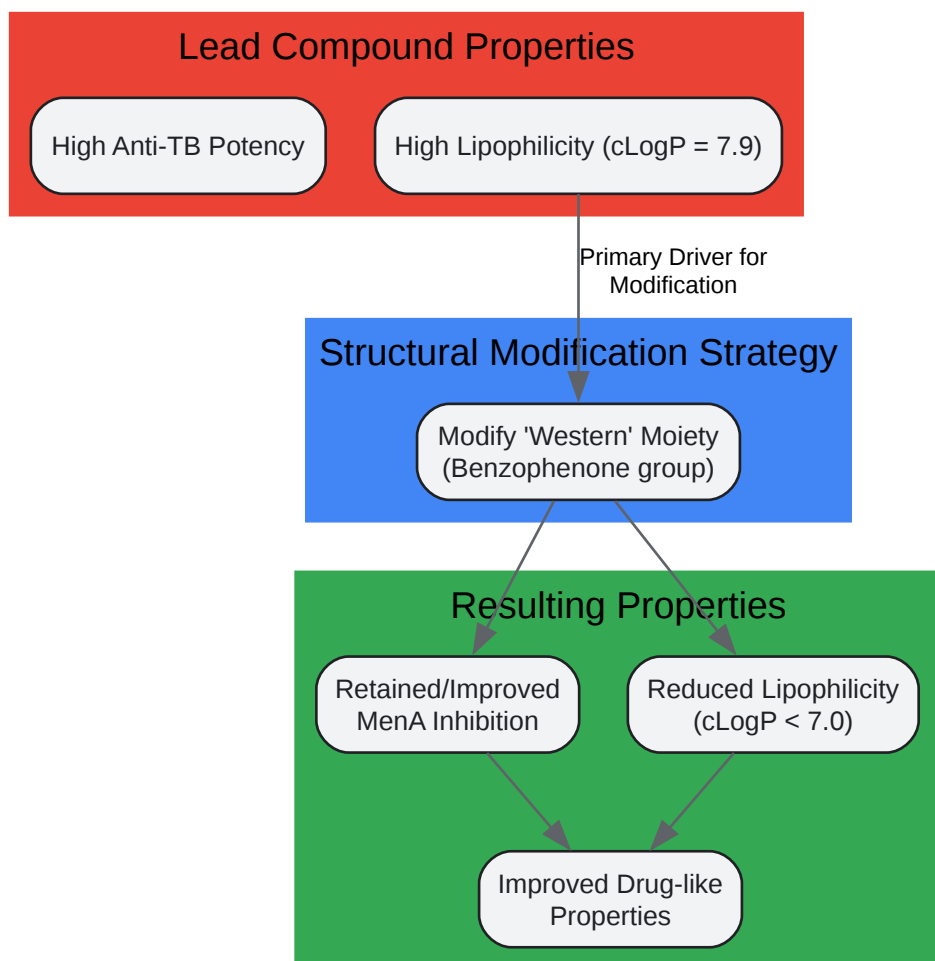 Lead Compound Properties
High Anti-TB Potency
High Lipophilicity (cLogP = 7.9)
Primary Driver for
Modification
Structural Modification Strategy
Modify 'Western' Moiety
(Benzophenone group)
Resulting Properties
Retained/Improved
MenA Inhibition
Reduced Lipophilicity
(cLogP < 7.0)
Improved Drug-like
Properties